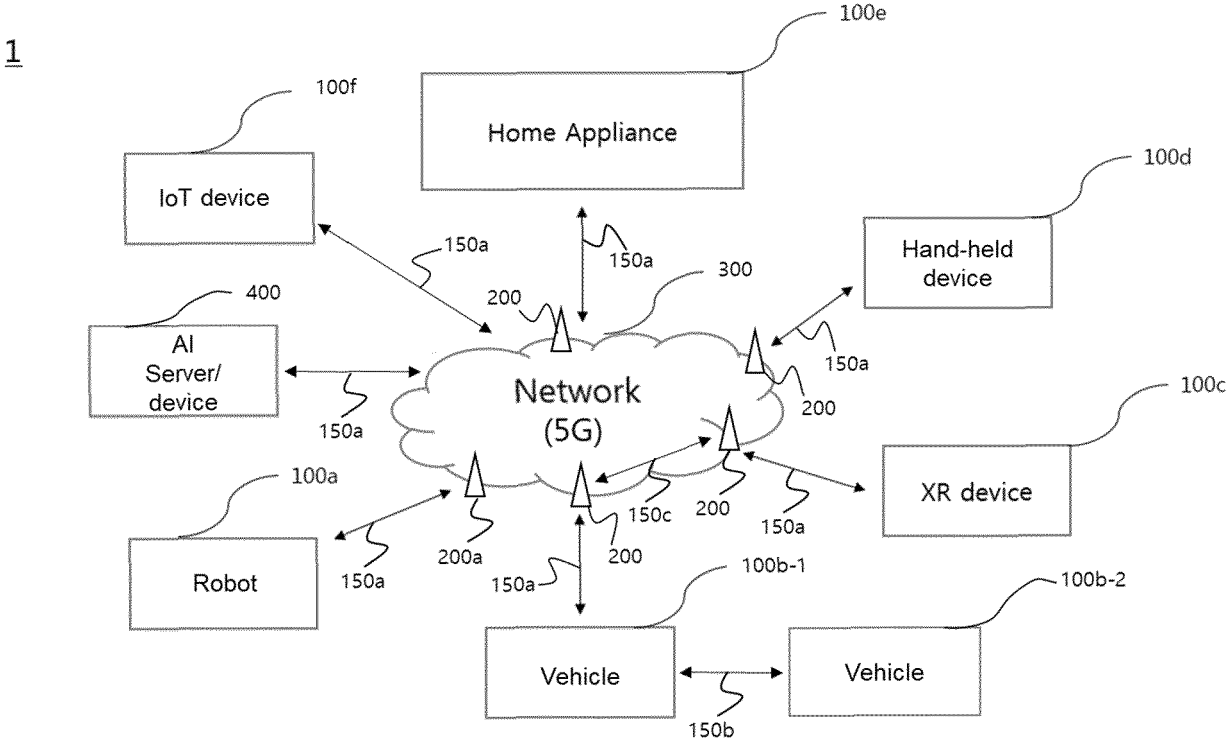 1
100e
Home Appliance
100f
IoT device
100d
Hand-held
device
150a
150a
300
200
400
AI
Server/
device
150a
150a
200
Network
(5G)
100c
XR device
100a
Robot
150a
200a
150c
200
150a
150a
200
100b-1
Vehicle
100b-2
Vehicle
150b